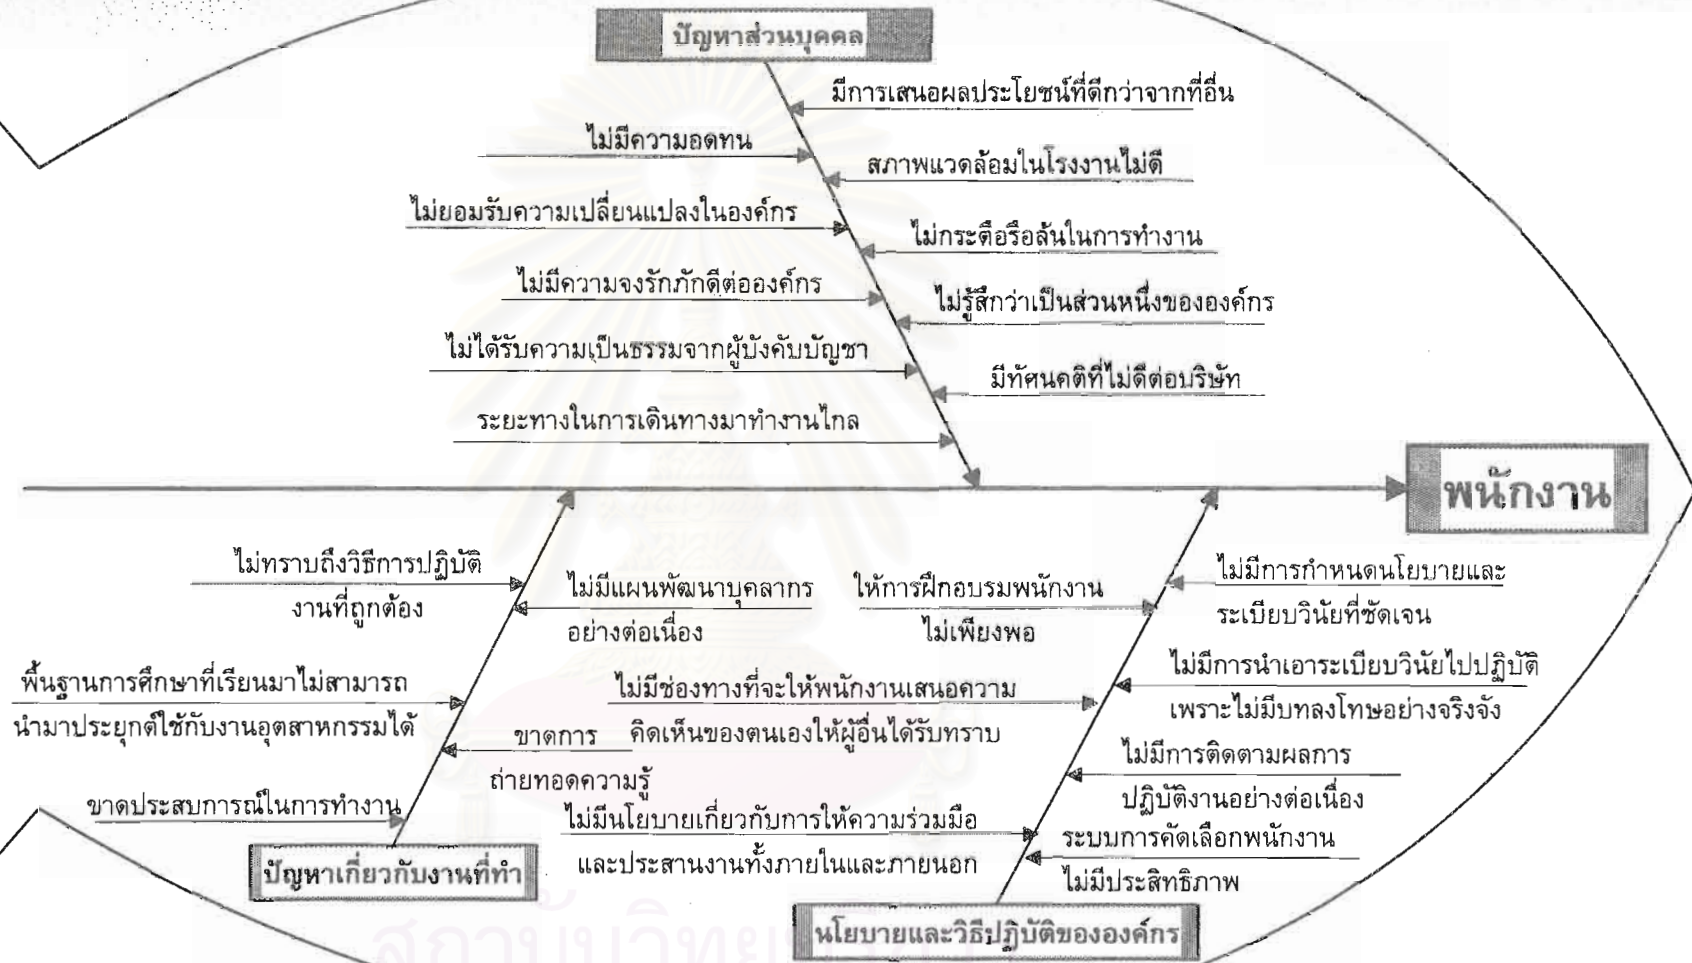 ปัญหาส่วนบุคคล
มีการเสนอผลประโยชน์ที่ดีกว่าจากที่อื่น
ไม่มีความอดทน
สภาพแวดล้อมในโรงงานไม่ดี
ไม่ยอมรับความเปลี่ยนแปลงในองค์กร
ไม่กระตือรือล้นในการทำงาน
ไม่มีความจงรักภักดีต่อองค์กร
ไม่รู้สึกว่าเป็นส่วนหนึ่งขององค์กร
ไม่ได้รับความเป็นธรรมจากผู้บังคับบัญชา
มีทัศนคติที่ไม่ดีต่อบริษัท
ระยะทางในการเดินทางมาทำงานไกล
พนักงาน
ไม่ทราบถึงวิธีการปฏิบัติ
งานที่ถูกต้อง
ไม่มีแผนพัฒนาบุคลากร
อย่างต่อเนื่อง
พื้นฐานการศึกษาที่เรียนมาไม่สามารถ
นำมาประยุกต์ใช้กับงานอุตสาหกรรมได้
ขาดการ
ถ่ายทอดความรู้
ขาดประสบการณ์ในการทำงาน
ปัญหาเกี่ยวกับงานที่ทำ
ให้การฝึกอบรมพนักงาน
ไม่เพียงพอ
ไม่มีการกำหนดนโยบายและ
ระเบียบวินัยที่ชัดเจน
ไม่มีช่องทางที่จะให้พนักงานเสนอความ
คิดเห็นของตนเองให้ผู้อื่นได้รับทราบ
ไม่มีการนำเอาระเบียบวินัยไปปฏิบัติ
เพราะไม่มีบทลงโทษอย่างจริงจัง
ไม่มีการติดตามผลการ
ปฏิบัติงานอย่างต่อเนื่อง
ไม่มีนโยบายเกี่ยวกับการให้ความร่วมมือ
และประสานงานทั้งภายในและภายนอก
ระบบการคัดเลือกพนักงาน
ไม่มีประสิทธิภาพ
นโยบายและวิธีปฏิบัติขององค์กร